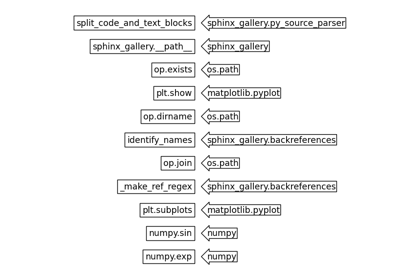 split_code_and_text_blocks sphinx_gallery.py_source_parser
sphinx_gallery.__path__ sphinx_gallery
op.exists os.path
plt.show matplotlib.pyplot
op.dirname os.path
identify_names sphinx_gallery.backreferences
op.join os.path
_make_ref_regex sphinx_gallery.backreferences
plt.subplots matplotlib.pyplot
numpy.sin numpy
numpy.exp numpy